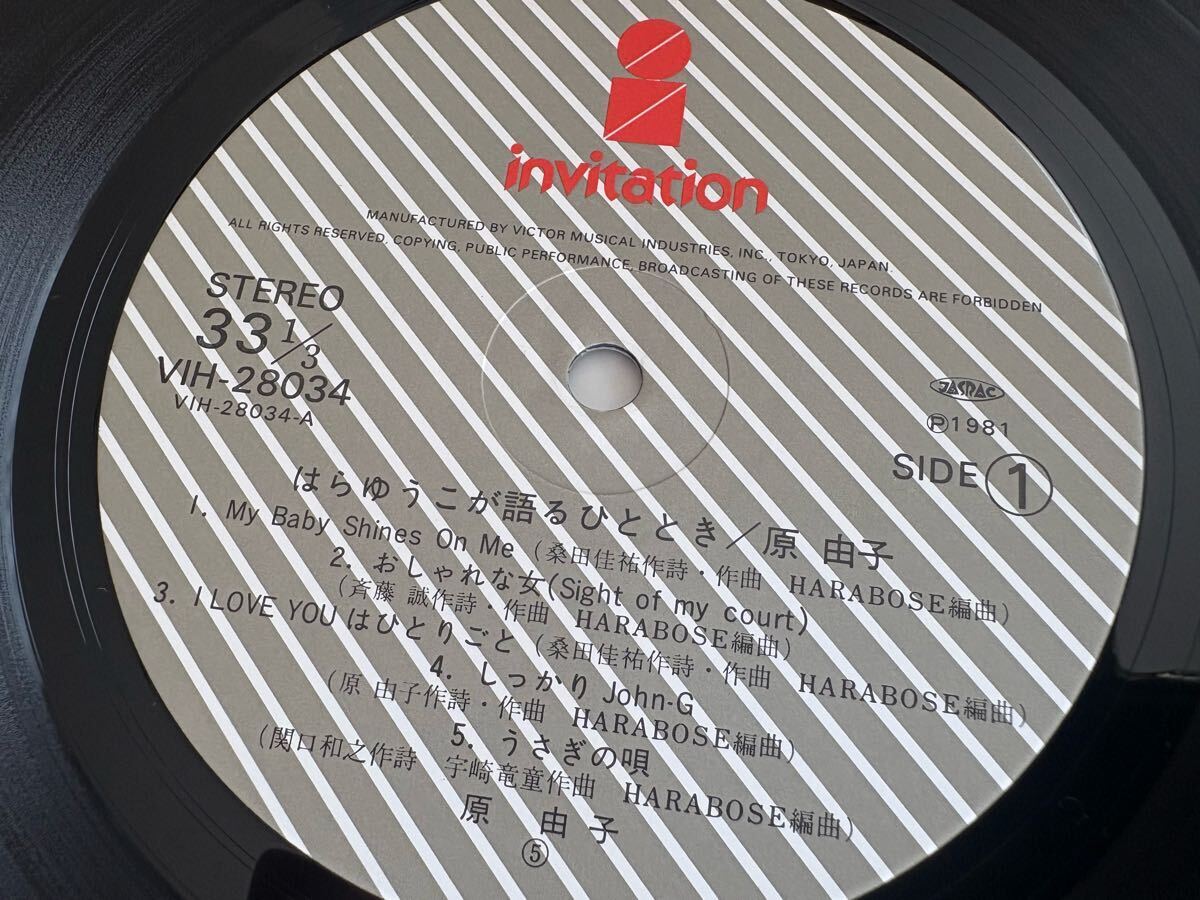 invitation
MANUFACTURED BY VICTOR MUSICAL INDUSTRIES, INC., TOKYO, JAPAN.
ALL RIGHTS RESERVED, COPYING, PUBLIC PERFORMANCE, BROADCASTING OF THESE RECORDS ARE FORBIDDEN
STEREO
33 1/3
VIH-28034
VIH-28034-A
JASRAC
Ⓟ1981
SIDE ①
はらゆうこが語るひととき／原 由子
1. My Baby Shines On Me (桑田佳祐作詩・作曲 HARABOSE編曲)
2. おしゃれな女(Sight of my court)
(斉藤 誠作詩・作曲 HARABOSE編曲)
3. I LOVE YOUはひとりごと (桑田佳祐作詩・作曲 HARABOSE編曲)
4. しっかり John-G
(原 由子作詩・作曲 HARABOSE編曲)
5. うさぎの唄
(関口和之作詩 宇崎竜童作曲 HARABOSE編曲)
原 由子
⑤